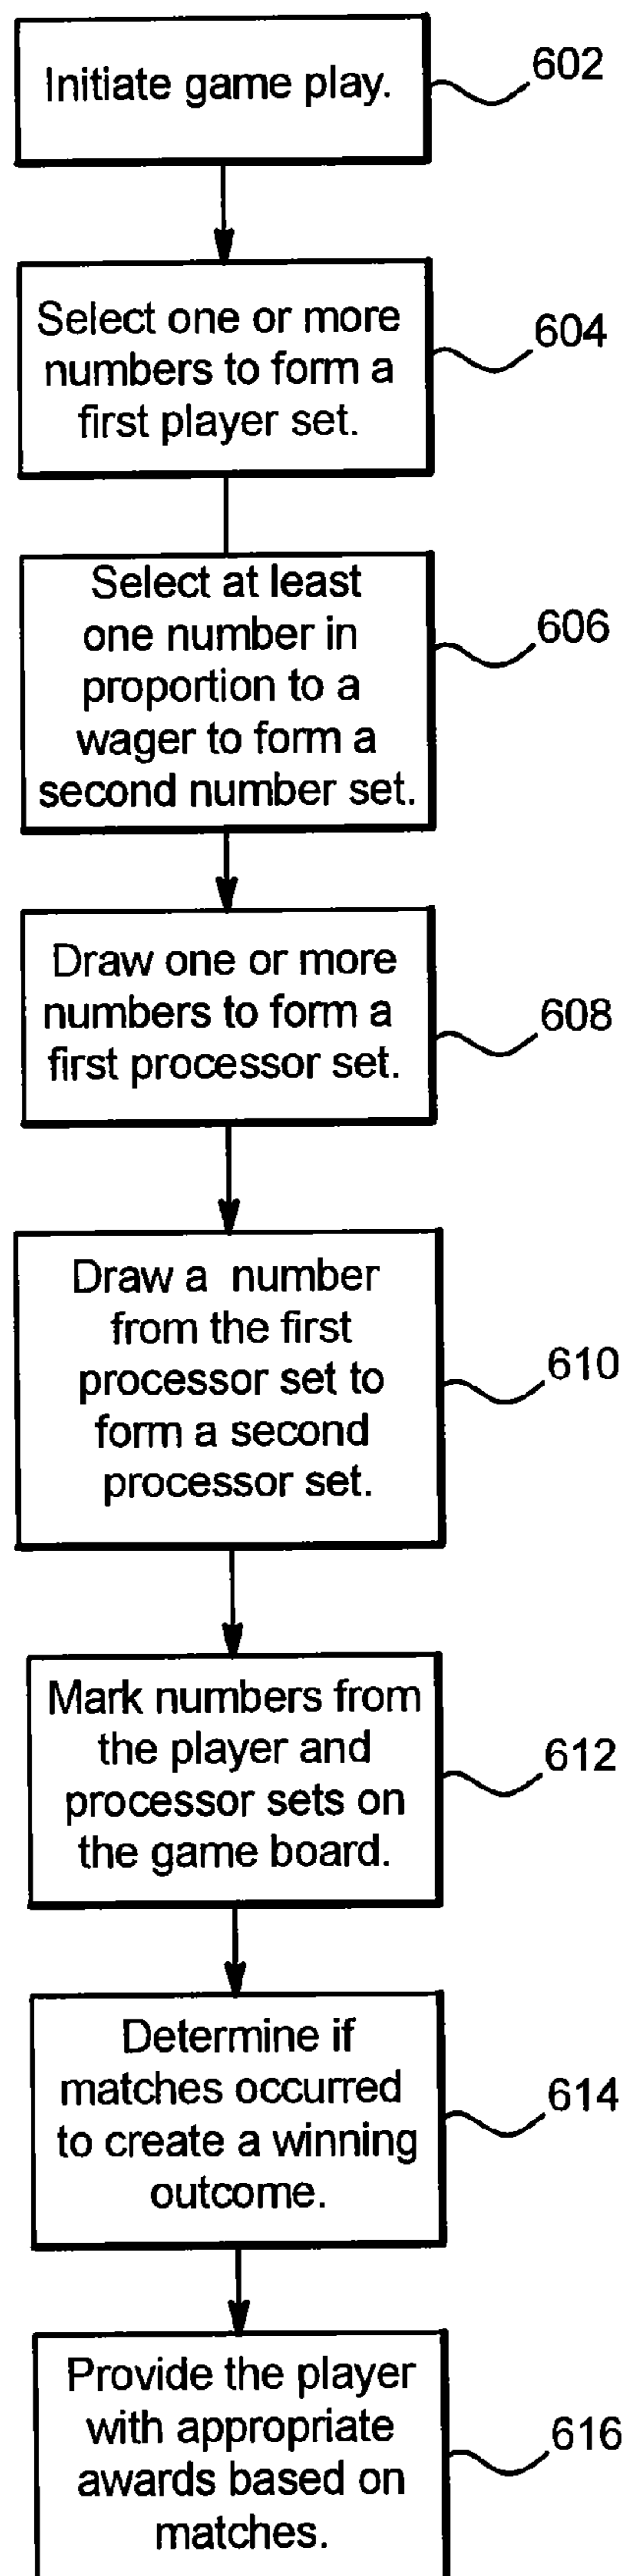 Initiate game play.
602
Select one or more
numbers to form a
first player set.
604
Select at least
one number in
proportion to a
wager to form a
second number set.
606
Draw one or more
numbers to form a
first processor set.
608
Draw a number
from the first
processor set to
form a second
processor set.
610
Mark numbers from
the player and
processor sets on
the game board.
612
Determine if
matches occurred
to create a winning
outcome.
614
Provide the player
with appropriate
awards based on
matches.
616